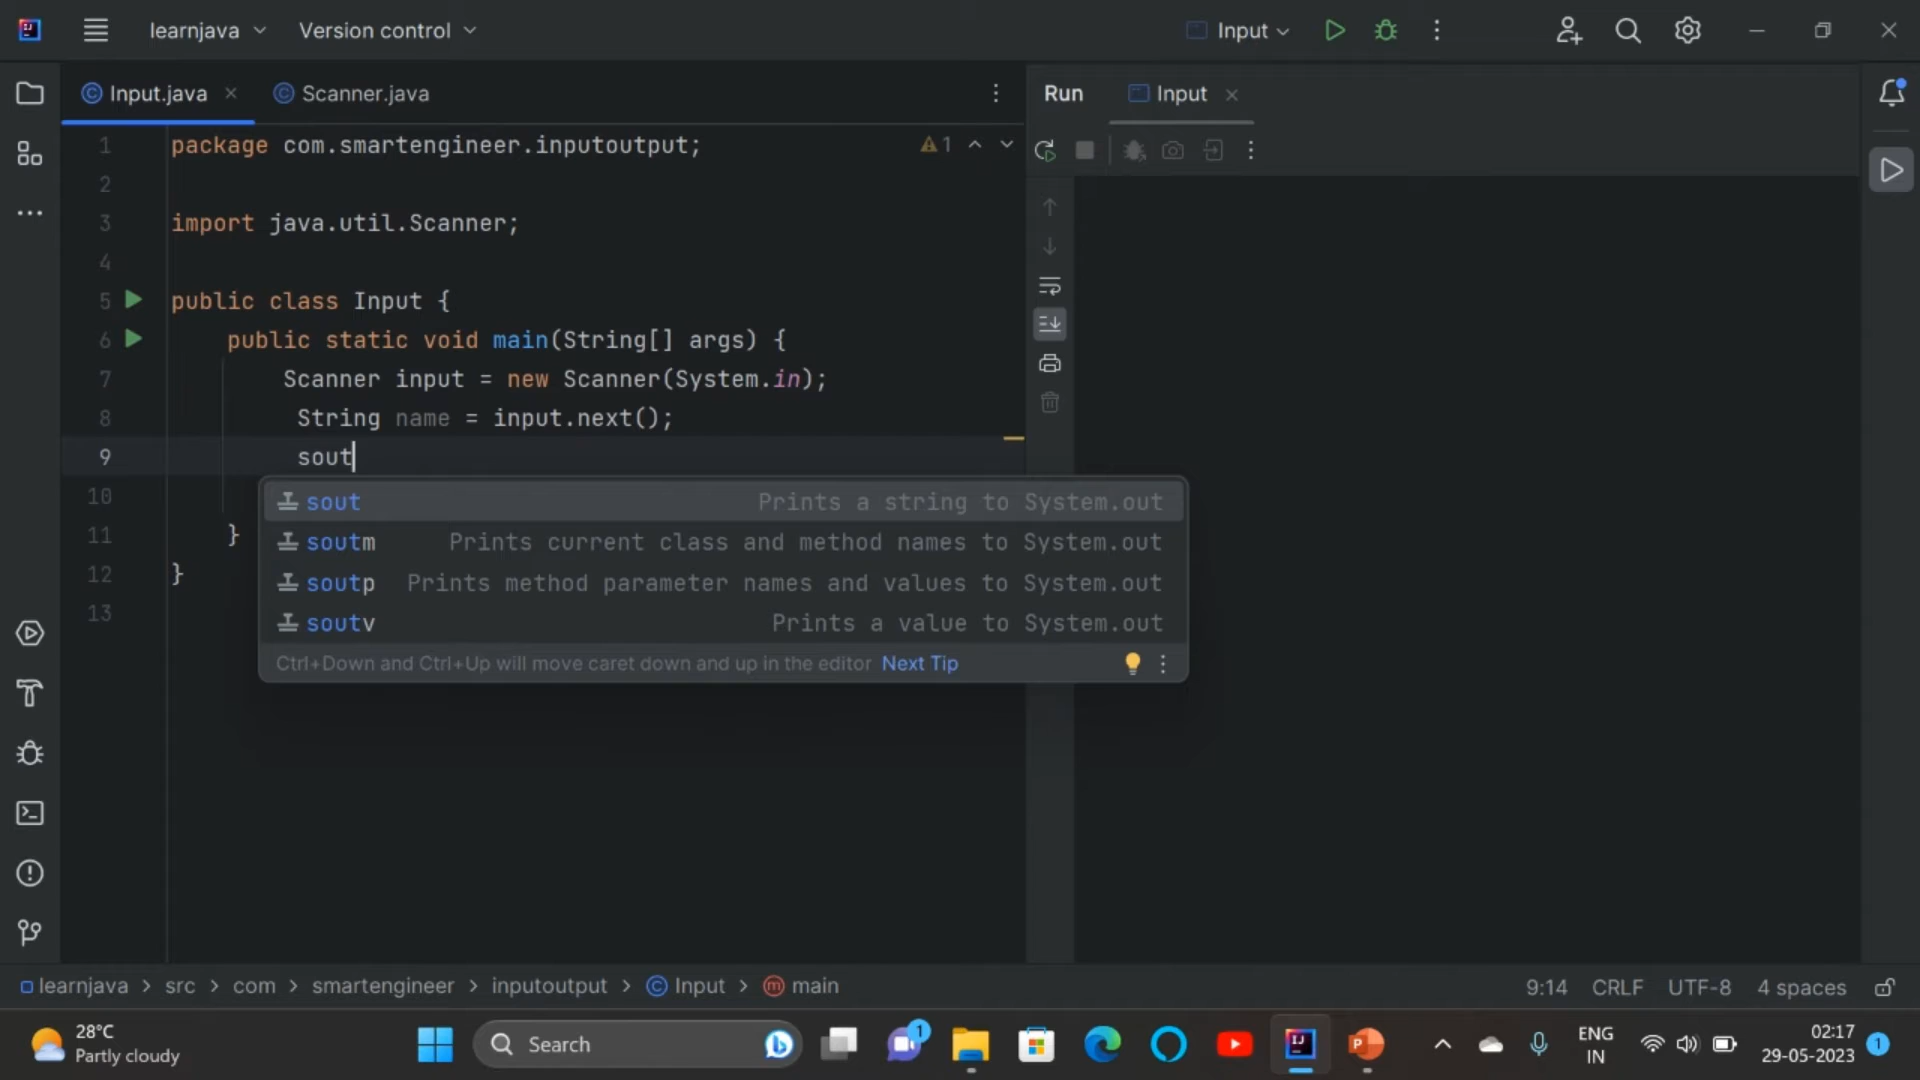 learnjava Version control Input
Input.java Scanner.java Run Input
1 package com.smartengineer.inputoutput; 1
2
3 import java.util.Scanner;
4
5 public class Input {
6 public static void main(String[] args) {
7 Scanner input = new Scanner(System.in);
8 String name = input.next();
9 sout
10
11 }
12 }
13
sout Prints a string to System.out
soutm Prints current class and method names to System.out
soutp Prints method parameter names and values to System.out
soutv Prints a value to System.out
Ctrl+Down and Ctrl+Up will move caret down and up in the editor Next Tip
learnjava > src > com > smartengineer > inputoutput > Input > main 9:14 CRLF UTF-8 4 spaces
28°C
Partly cloudy
Search
1
ENG
IN
02:17
29-05-2023
1